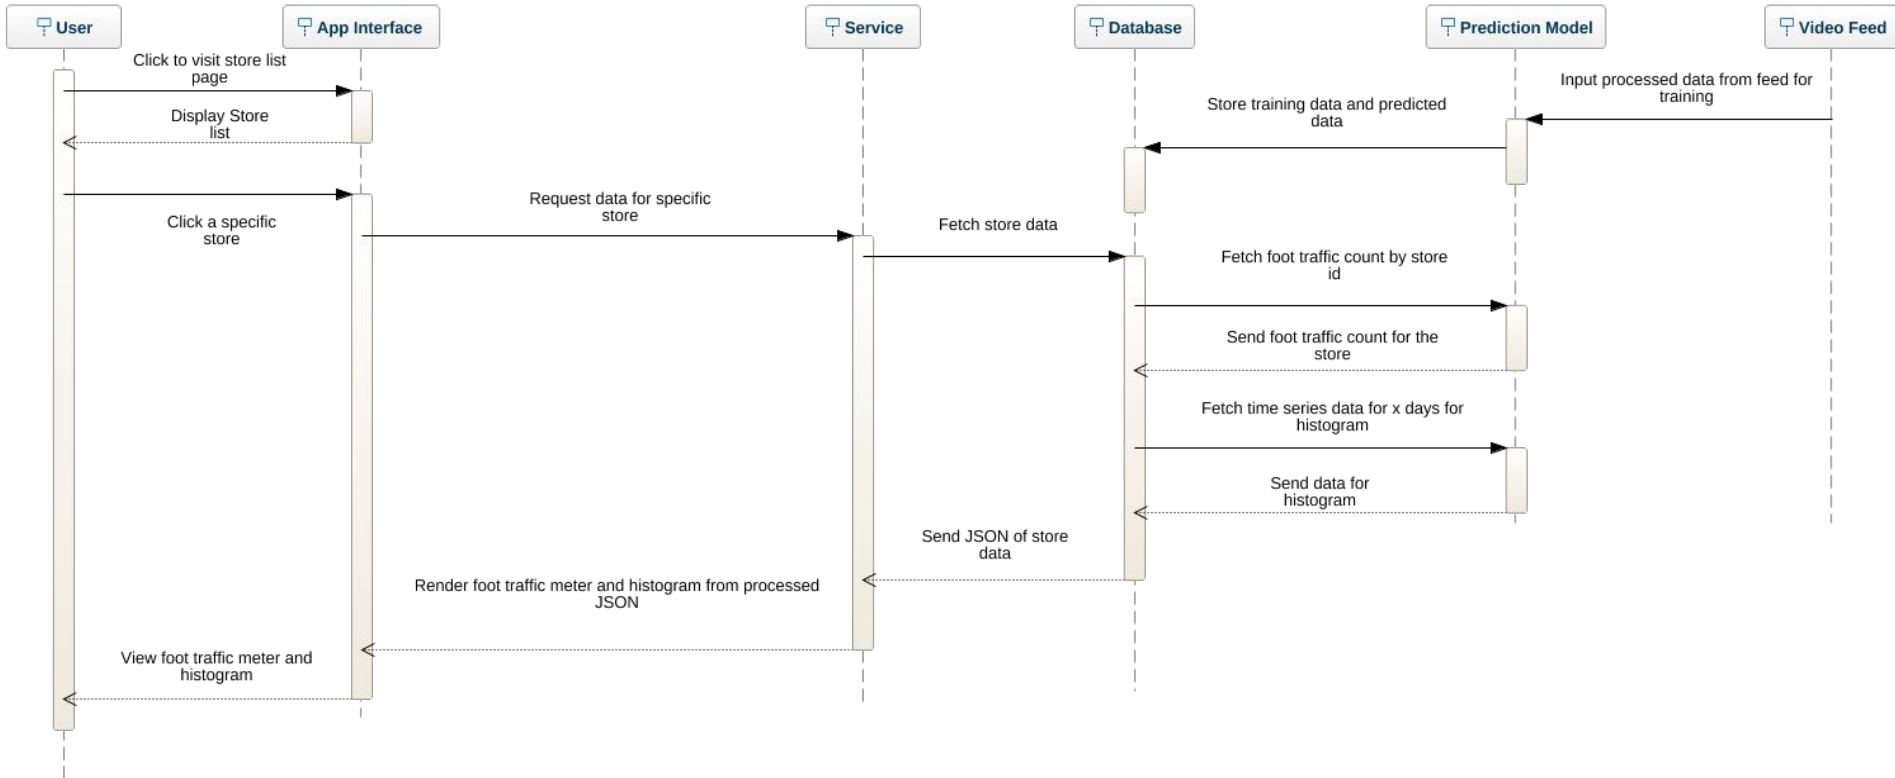 User
App Interface
Service
Database
Prediction Model
Video Feed
Click to visit store list
page
Input processed data from feed for
training
Store training data and predicted
data
Display Store
list
Request data for specific
store
Click a specific
store
Fetch store data
Fetch foot traffic count by store
id
Send foot traffic count for the
store
Fetch time series data for x days for
histogram
Send data for
histogram
Send JSON of store
data
Render foot traffic meter and histogram from processed
JSON
View foot traffic meter and
histogram